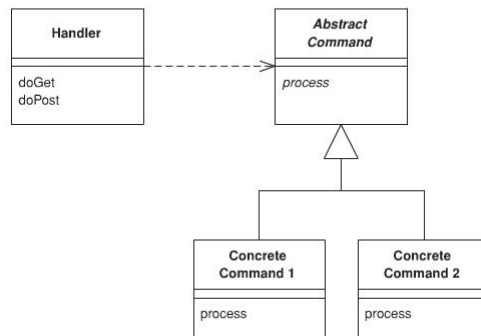 Handler
doGet
doPost
Abstract
Command
process
Concrete
Command 1
process
Concrete
Command 2
process